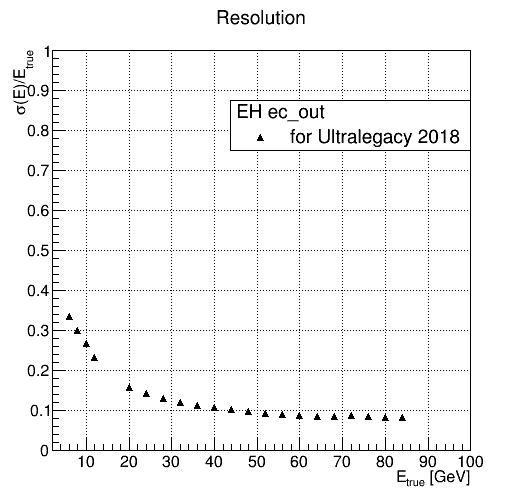 Resolution
σ(E)/E_true
1
0.9
0.8
0.7
0.6
0.5
0.4
0.3
0.2
0.1
0
EH ec_out
for Ultralegacy 2018
10 20 30 40 50 60 70 80 90 100
E_true [GeV]